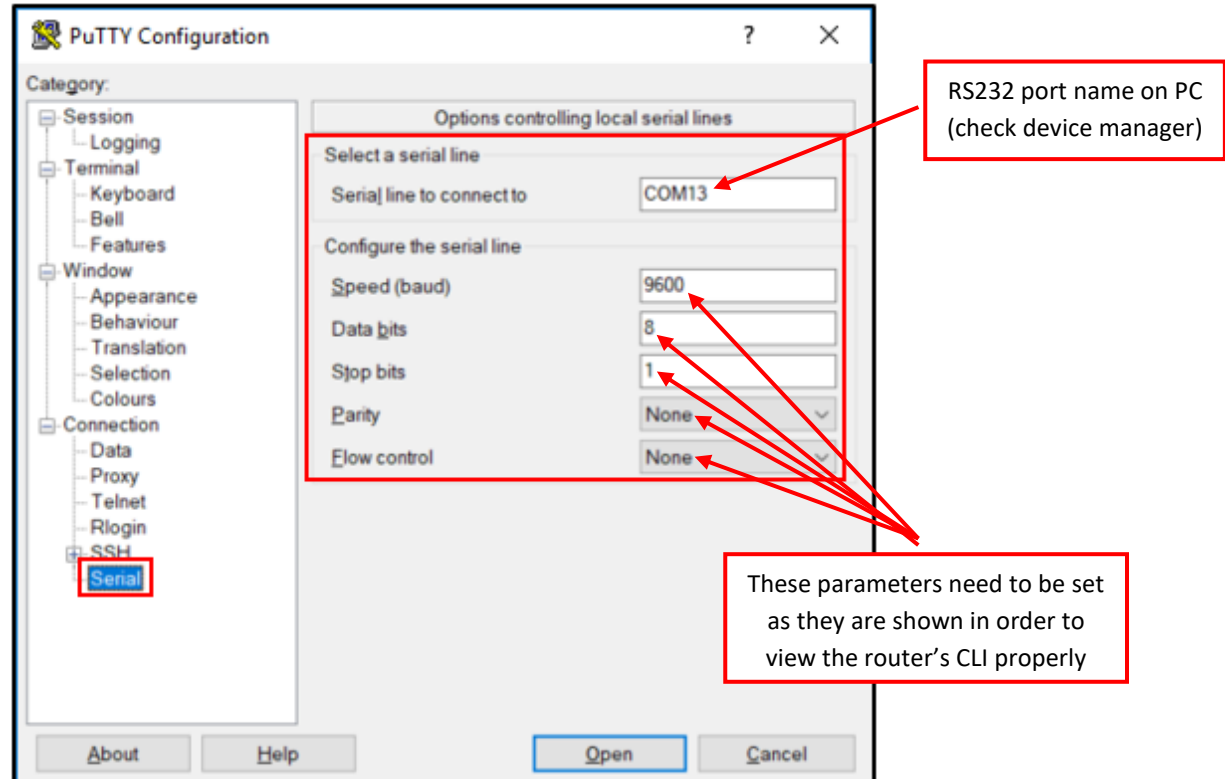 PuTTY Configuration
?
Category:
Session
Logging
Terminal
Keyboard
Bell
Features
Window
Appearance
Behaviour
Translation
Selection
Colours
Connection
Data
Proxy
Telnet
Rlogin
SSH
Serial
Options controlling local serial lines
Select a serial line
Serial line to connect to
COM13
Configure the serial line
Speed (baud)
9600
Data bits
8
Stop bits
1
Parity
None
Flow control
None
About
Help
Open
Cancel
RS232 port name on PC
(check device manager)
These parameters need to be set
as they are shown in order to
view the router’s CLI properly